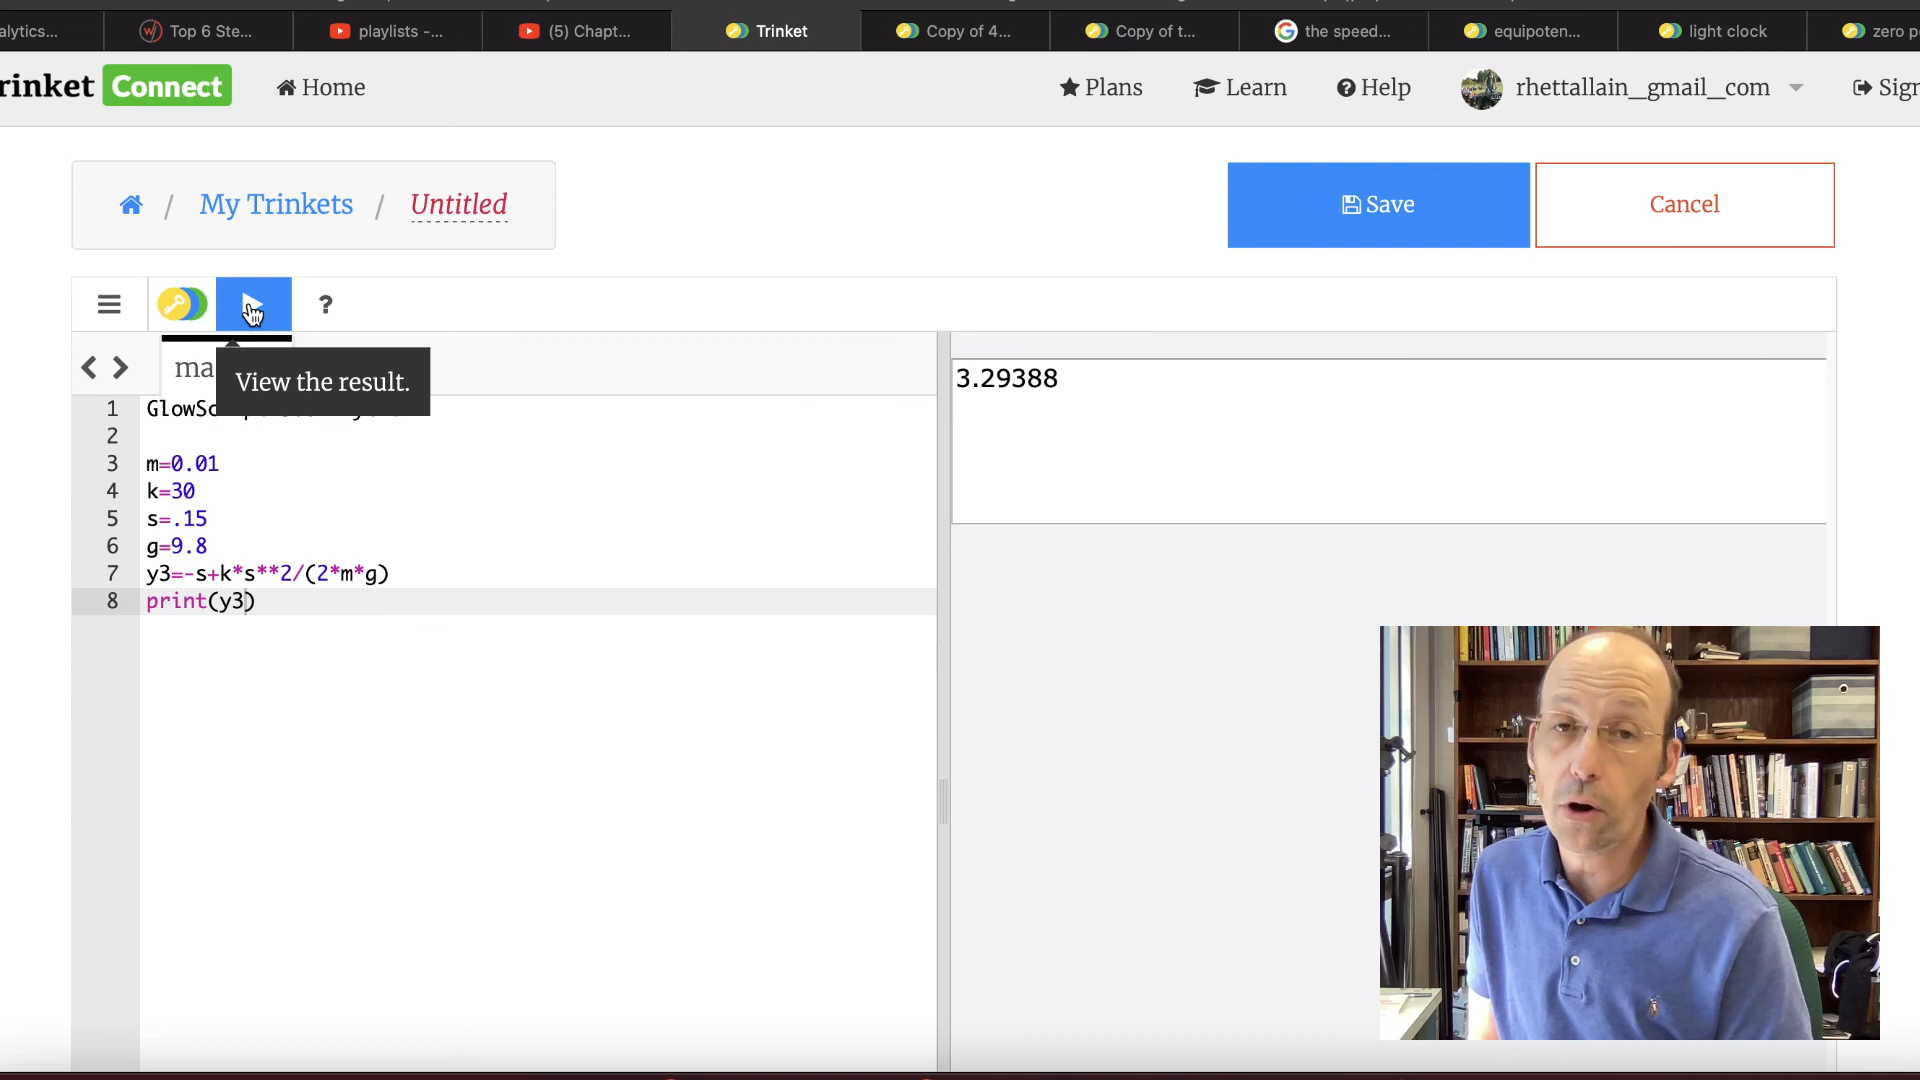 alytics...
Top 6 Ste...
playlists -...
(5) Chapt...
Trinket
Copy of 4...
Copy of t...
the speed...
equipoten...
light clock
zero p
rinket Connect
Home
Plans
Learn
Help
rhettallain_gmail_com
Sign
/ My Trinkets / Untitled
Save
Cancel
?
ma
View the result.
1 GlowSc
2
3 m=0.01
4 k=30
5 s=.15
6 g=9.8
7 y3=-s+k*s**2/(2*m*g)
8 print(y3)
3.29388